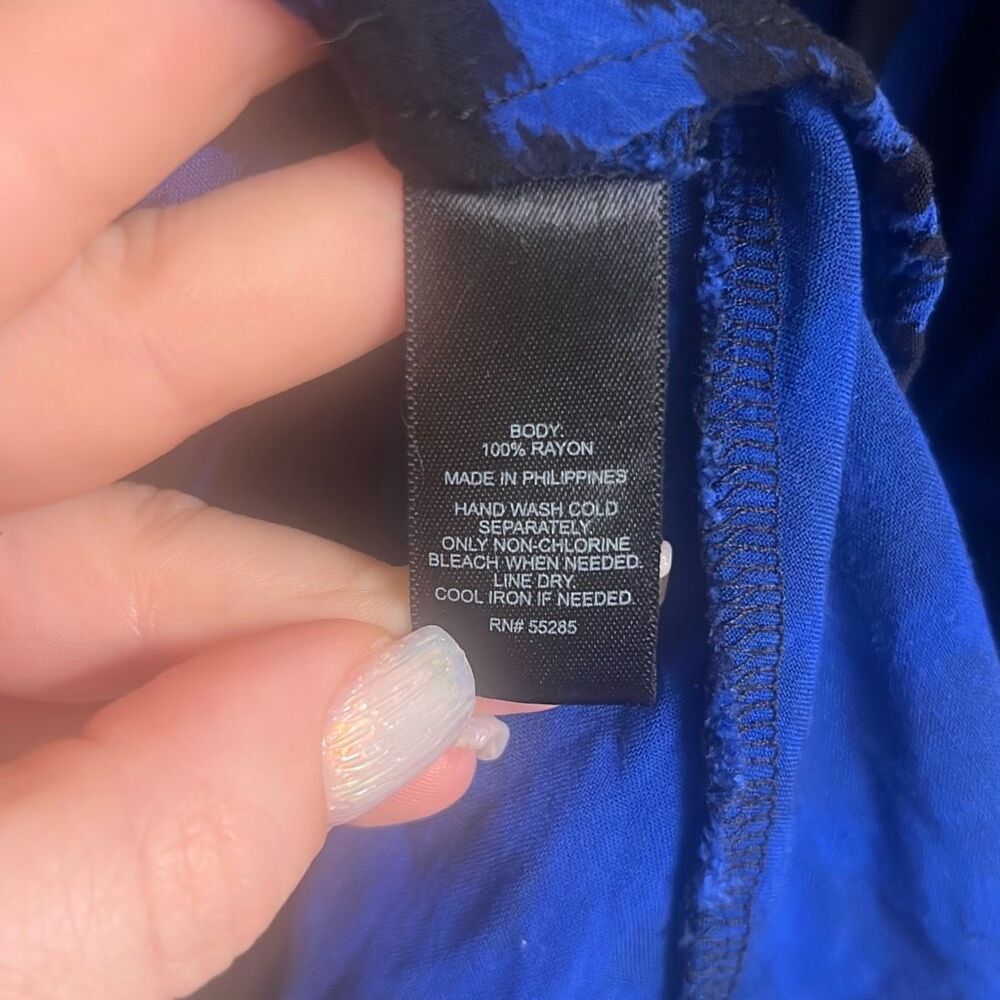 BODY:
100% RAYON
MADE IN PHILIPPINES
HAND WASH COLD
SEPARATELY.
ONLY NON-CHLORINE
BLEACH WHEN NEEDED.
LINE DRY.
COOL IRON IF NEEDED
RN# 55285